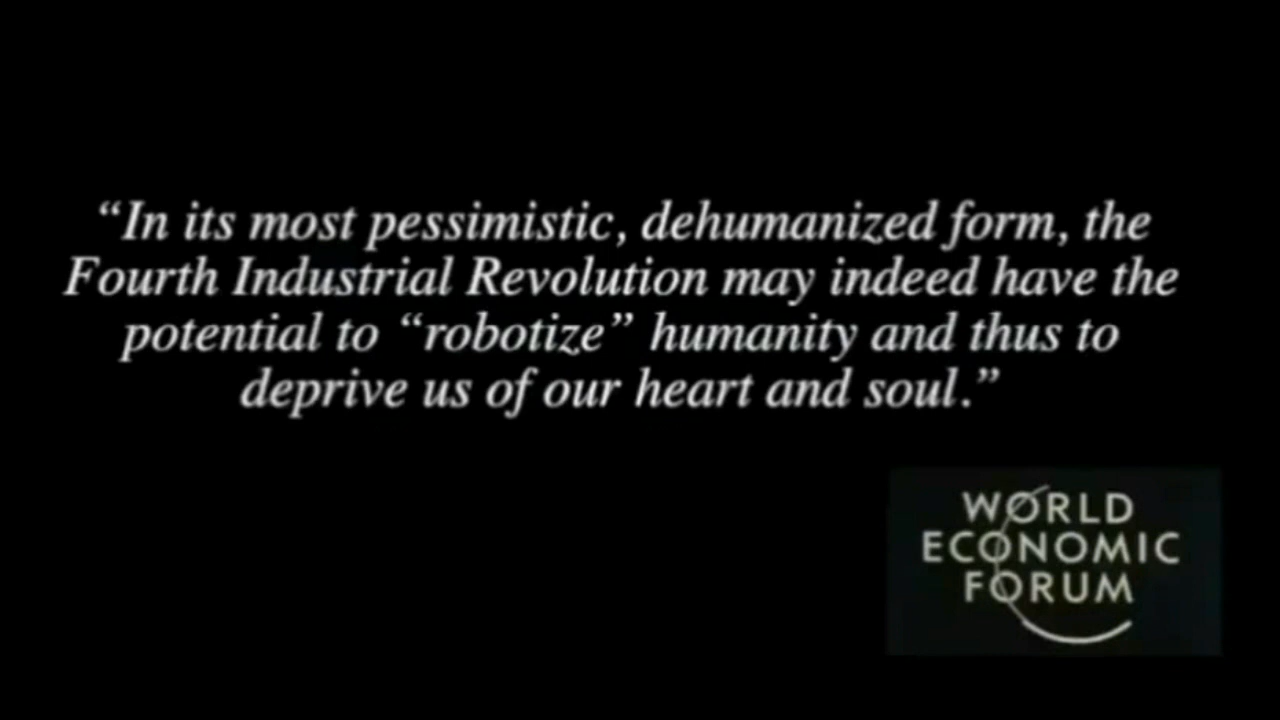 “In its most pessimistic, dehumanized form, the
Fourth Industrial Revolution may indeed have the
potential to “robotize” humanity and thus to
deprive us of our heart and soul.”
WORLD
ECONOMIC
FORUM